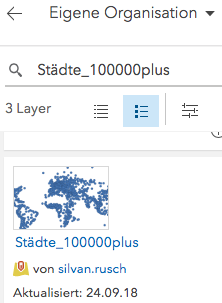 Eigene Organisation
Städte_100000plus
3 Layer
Städte_100000plus
von silvan.rusch
Aktualisiert: 24.09.18